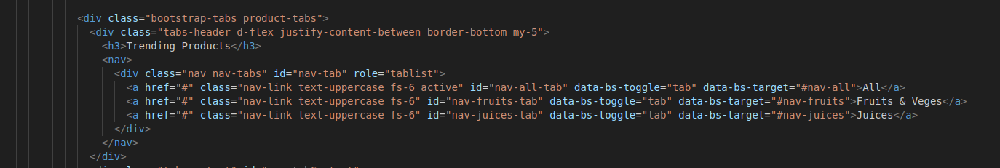 <div class="bootstrap-tabs product-tabs">
<div class="tabs-header d-flex justify-content-between border-bottom my-5">
<h3>Trending Products</h3>
<nav>
<div class="nav nav-tabs" id="nav-tab" role="tablist">
<a href="#" class="nav-link text-uppercase fs-6 active" id="nav-all-tab" data-bs-toggle="tab" data-bs-target="#nav-all">All</a>
<a href="#" class="nav-link text-uppercase fs-6" id="nav-fruits-tab" data-bs-toggle="tab" data-bs-target="#nav-fruits">Fruits & Veges</a>
<a href="#" class="nav-link text-uppercase fs-6" id="nav-juices-tab" data-bs-toggle="tab" data-bs-target="#nav-juices">Juices</a>
</div>
</nav>
</div>